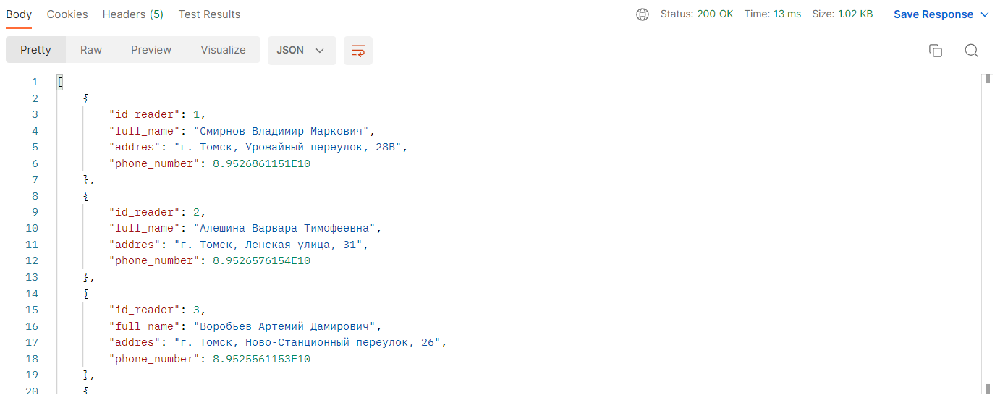 Body Cookies Headers (5) Test Results Status: 200 OK Time: 13 ms Size: 1.02 KB Save Response
Pretty Raw Preview Visualize JSON
1 [
2 {
3 "id_reader": 1,
4 "full_name": "Смирнов Владимир Маркович",
5 "addres": "г. Томск, Урожайный переулок, 28В",
6 "phone_number": 8.9526861151E10
7 },
8 {
9 "id_reader": 2,
10 "full_name": "Алешина Варвара Тимофеевна",
11 "addres": "г. Томск, Ленская улица, 31",
12 "phone_number": 8.9526576154E10
13 },
14 {
15 "id_reader": 3,
16 "full_name": "Воробьев Артемий Дамирович",
17 "addres": "г. Томск, Ново-Станционный переулок, 26",
18 "phone_number": 8.9525561153E10
19 },
20 {